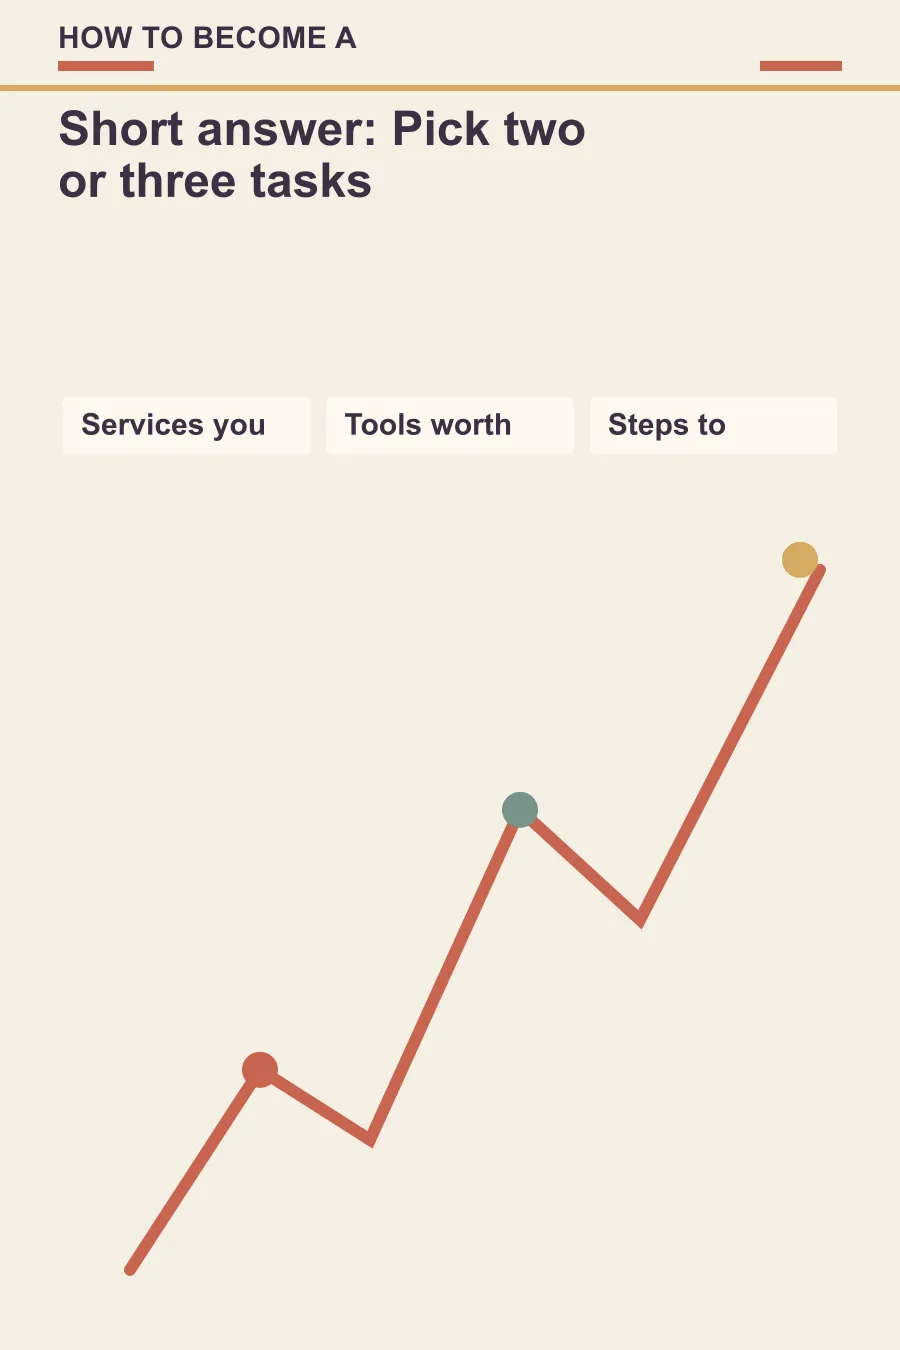 HOW TO BECOME A
Short answer: Pick two
or three tasks
Services you
Tools worth
Steps to